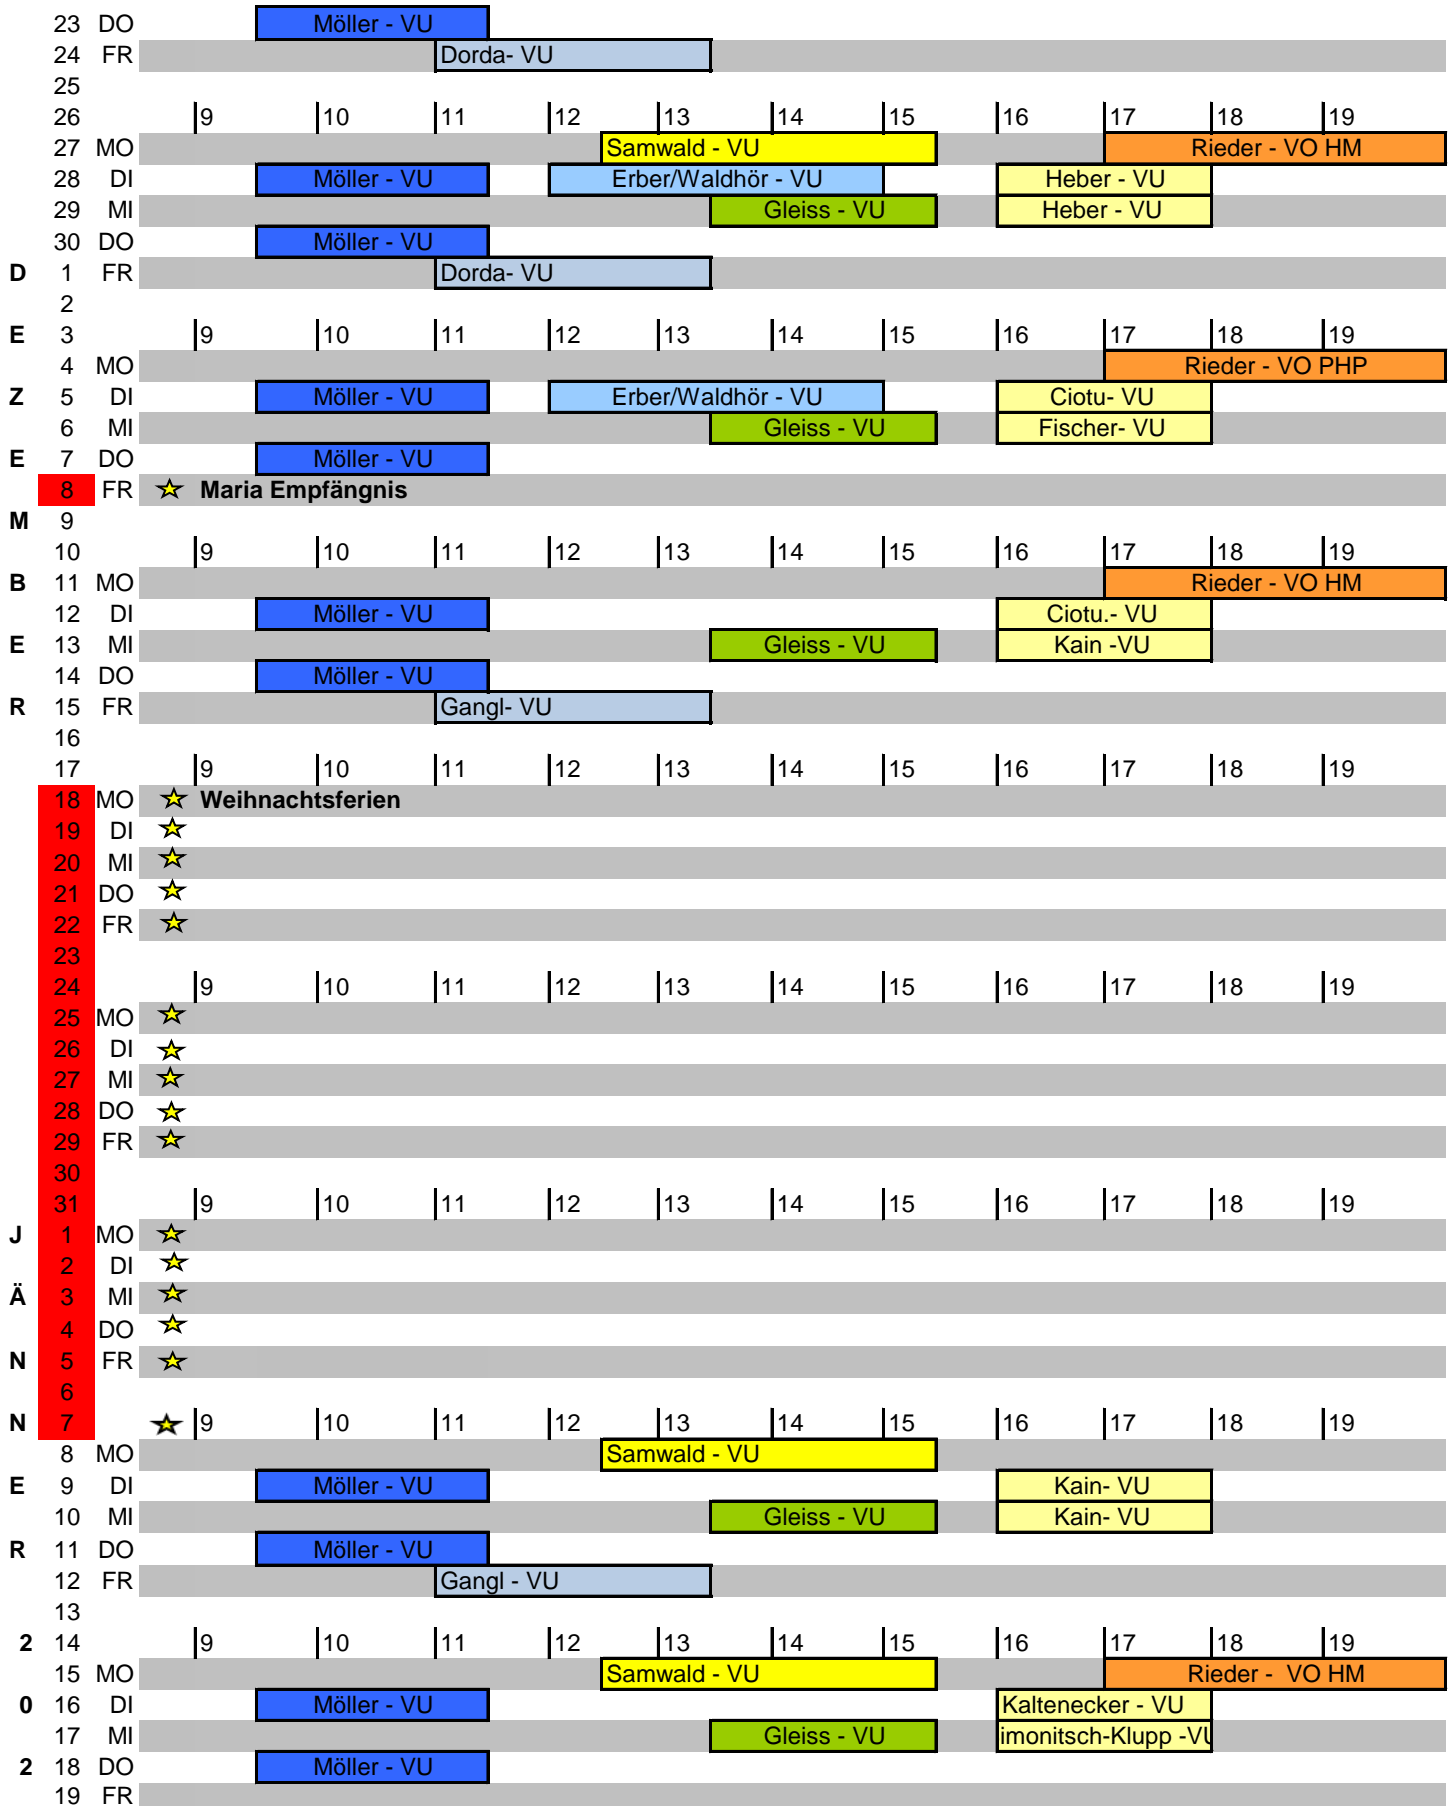 23 DO Möller - VU
24 FR Dorda- VU
25
26 9 10 11 12 13 14 15 16 17 18 19
27 MO Samwald - VU Rieder - VO HM
28 DI Möller - VU Erber/Waldhör - VU Heber - VU
29 MI Gleiss - VU Heber - VU
30 DO Möller - VU
D 1 FR Dorda- VU
2
E 3 9 10 11 12 13 14 15 16 17 18 19
4 MO Rieder - VO PHP
Z 5 DI Möller - VU Erber/Waldhör - VU Ciotu- VU
6 MI Gleiss - VU Fischer- VU
E 7 DO Möller - VU
8 FR Maria Empfängnis
M 9
10 9 10 11 12 13 14 15 16 17 18 19
B 11 MO Rieder - VO HM
12 DI Möller - VU Ciotu.- VU
E 13 MI Gleiss - VU Kain -VU
14 DO Möller - VU
R 15 FR Gangl- VU
16
17 9 10 11 12 13 14 15 16 17 18 19
18 MO Weihnachtsferien
19 DI
20 MI
21 DO
22 FR
23
24 9 10 11 12 13 14 15 16 17 18 19
25 MO
26 DI
27 MI
28 DO
29 FR
30
31 9 10 11 12 13 14 15 16 17 18 19
J 1 MO
2 DI
Ä 3 MI
4 DO
N 5 FR
6
N 7 9 10 11 12 13 14 15 16 17 18 19
8 MO Samwald - VU
E 9 DI Möller - VU Kain- VU
10 MI Gleiss - VU Kain- VU
R 11 DO Möller - VU
12 FR Gangl - VU
13
2 14 9 10 11 12 13 14 15 16 17 18 19
15 MO Samwald - VU Rieder - VO HM
0 16 DI Möller - VU Kaltenecker - VU
17 MI Gleiss - VU imonitsch-Klupp -VU
2 18 DO Möller - VU
19 FR